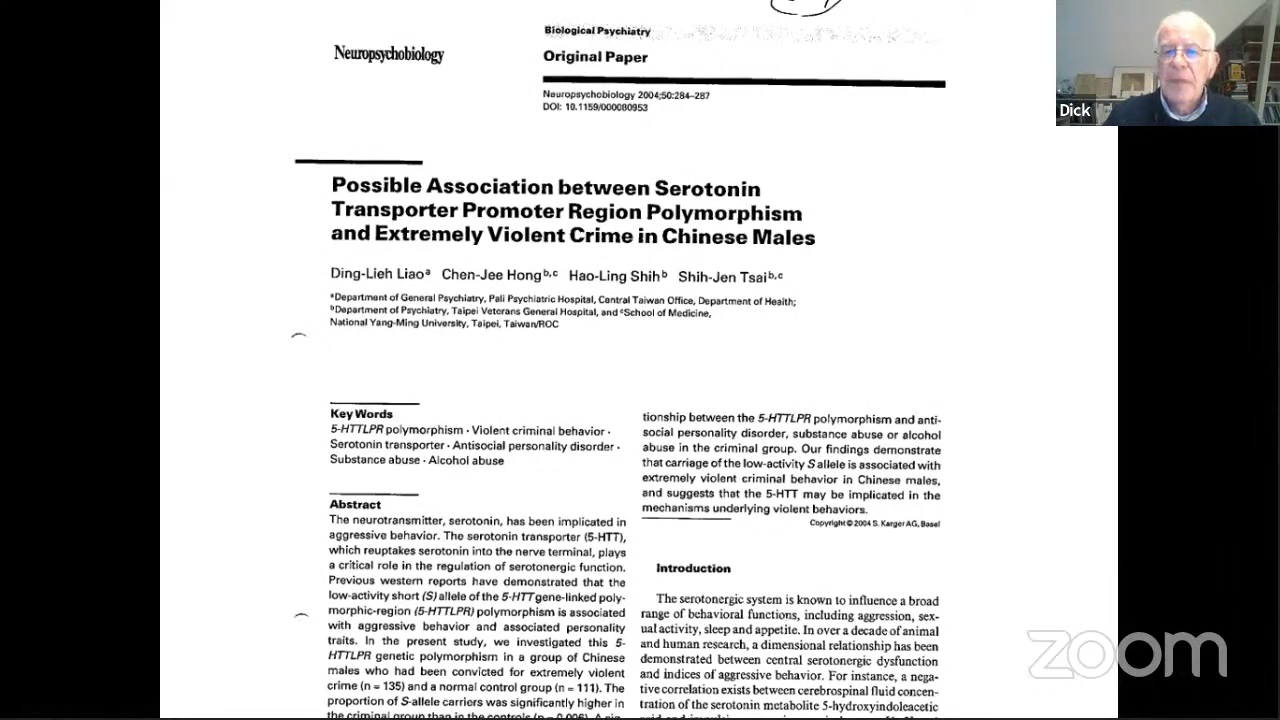 Biological Psychiatry
Neuropsychobiology
Original Paper
Neuropsychobiology 2004;50:284–287
DOI: 10.1159/000080953
Dick
Possible Association between Serotonin
Transporter Promoter Region Polymorphism
and Extremely Violent Crime in Chinese Males
Ding-Lieh Liao a Chen-Jee Hong b,c Hao-Ling Shih b Shih-Jen Tsai b,c
a Department of General Psychiatry, Pali Psychiatric Hospital, Central Taiwan Office, Department of Health;
b Department of Psychiatry, Taipei Veterans General Hospital, and c School of Medicine,
National Yang-Ming University, Taipei, Taiwan/ROC
Key Words
5-HTTLPR polymorphism · Violent criminal behavior ·
Serotonin transporter · Antisocial personality disorder ·
Substance abuse · Alcohol abuse
Abstract
The neurotransmitter, serotonin, has been implicated in
aggressive behavior. The serotonin transporter (5-HTT),
which reuptakes serotonin into the nerve terminal, plays
a critical role in the regulation of serotonergic function.
Previous western reports have demonstrated that the
low-activity short (S) allele of the 5-HTT gene-linked poly-
morphic-region (5-HTTLPR) polymorphism is associated
with aggressive behavior and associated personality
traits. In the present study, we investigated this 5-
HTTLPR genetic polymorphism in a group of Chinese
males who had been convicted for extremely violent
crime (n = 135) and a normal control group (n = 111). The
proportion of S-allele carriers was significantly higher in
the criminal group than in the controls (p = 0.006). A sig-
tionship between the 5-HTTLPR polymorphism and anti-
social personality disorder, substance abuse or alcohol
abuse in the criminal group. Our findings demonstrate
that carriage of the low-activity S allele is associated with
extremely violent criminal behavior in Chinese males,
and suggests that the 5-HTT may be implicated in the
mechanisms underlying violent behaviors.
Copyright © 2004 S. Karger AG, Basel
Introduction
The serotonergic system is known to influence a broad
range of behavioral functions, including aggression, sex-
ual activity, sleep and appetite. In over a decade of animal
and human research, a dimensional relationship has been
demonstrated between central serotonergic dysfunction
and indices of aggressive behavior. For instance, a nega-
tive correlation exists between cerebrospinal fluid concen-
tration of the serotonin metabolite 5-hydroxyindoleacetic
zoom